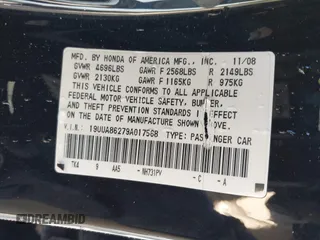 MFD. BY HONDA OF AMERICA MFG., INC. 11/08
GVWR 4696LBS GAWR F 2568LBS R 2149LBS
GVWR 2130KG GAWR F 1165KG R 975KG
THIS VEHICLE CONFORMS TO ALL APPLICABLE
FEDERAL MOTOR VEHICLE SAFETY, BUMPER,
AND THEFT PREVENTION STANDARDS IN EFFECT
ON THE DATE OF MANUFACTURE SHOWN ABOVE.
V.I.N.: 19UUA86279A017568 TYPE: PASSENGER CAR
TK4 9 AA5 NH731PV - C - A
DREAMBID